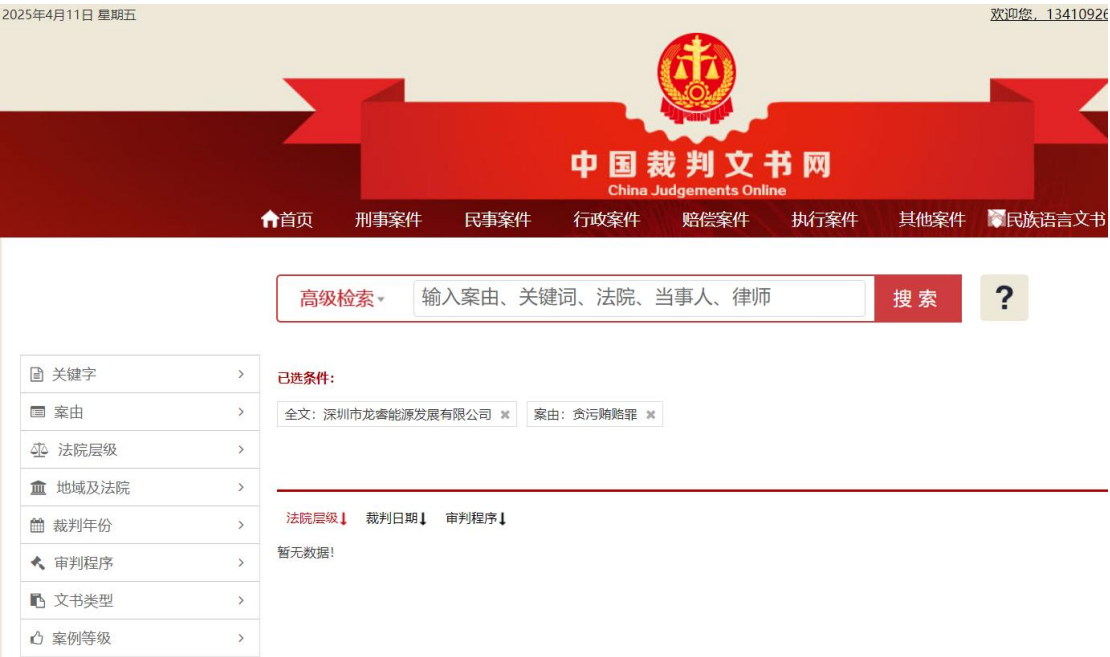 2025年4月11日 星期五
欢迎您，13410926
中国裁判文书网
China Judgements Online
首页 刑事案件 民事案件 行政案件 赔偿案件 执行案件 其他案件 民族语言文书
高级检索 输入案由、关键词、法院、当事人、律师 搜索 ?
关键字
案由
法院层级
地域及法院
裁判年份
审判程序
文书类型
案例等级
已选条件：
全文：深圳市龙睿能源发展有限公司 × 案由：贪污贿赂罪 ×
法院层级 裁判日期 审判程序
暂无数据!